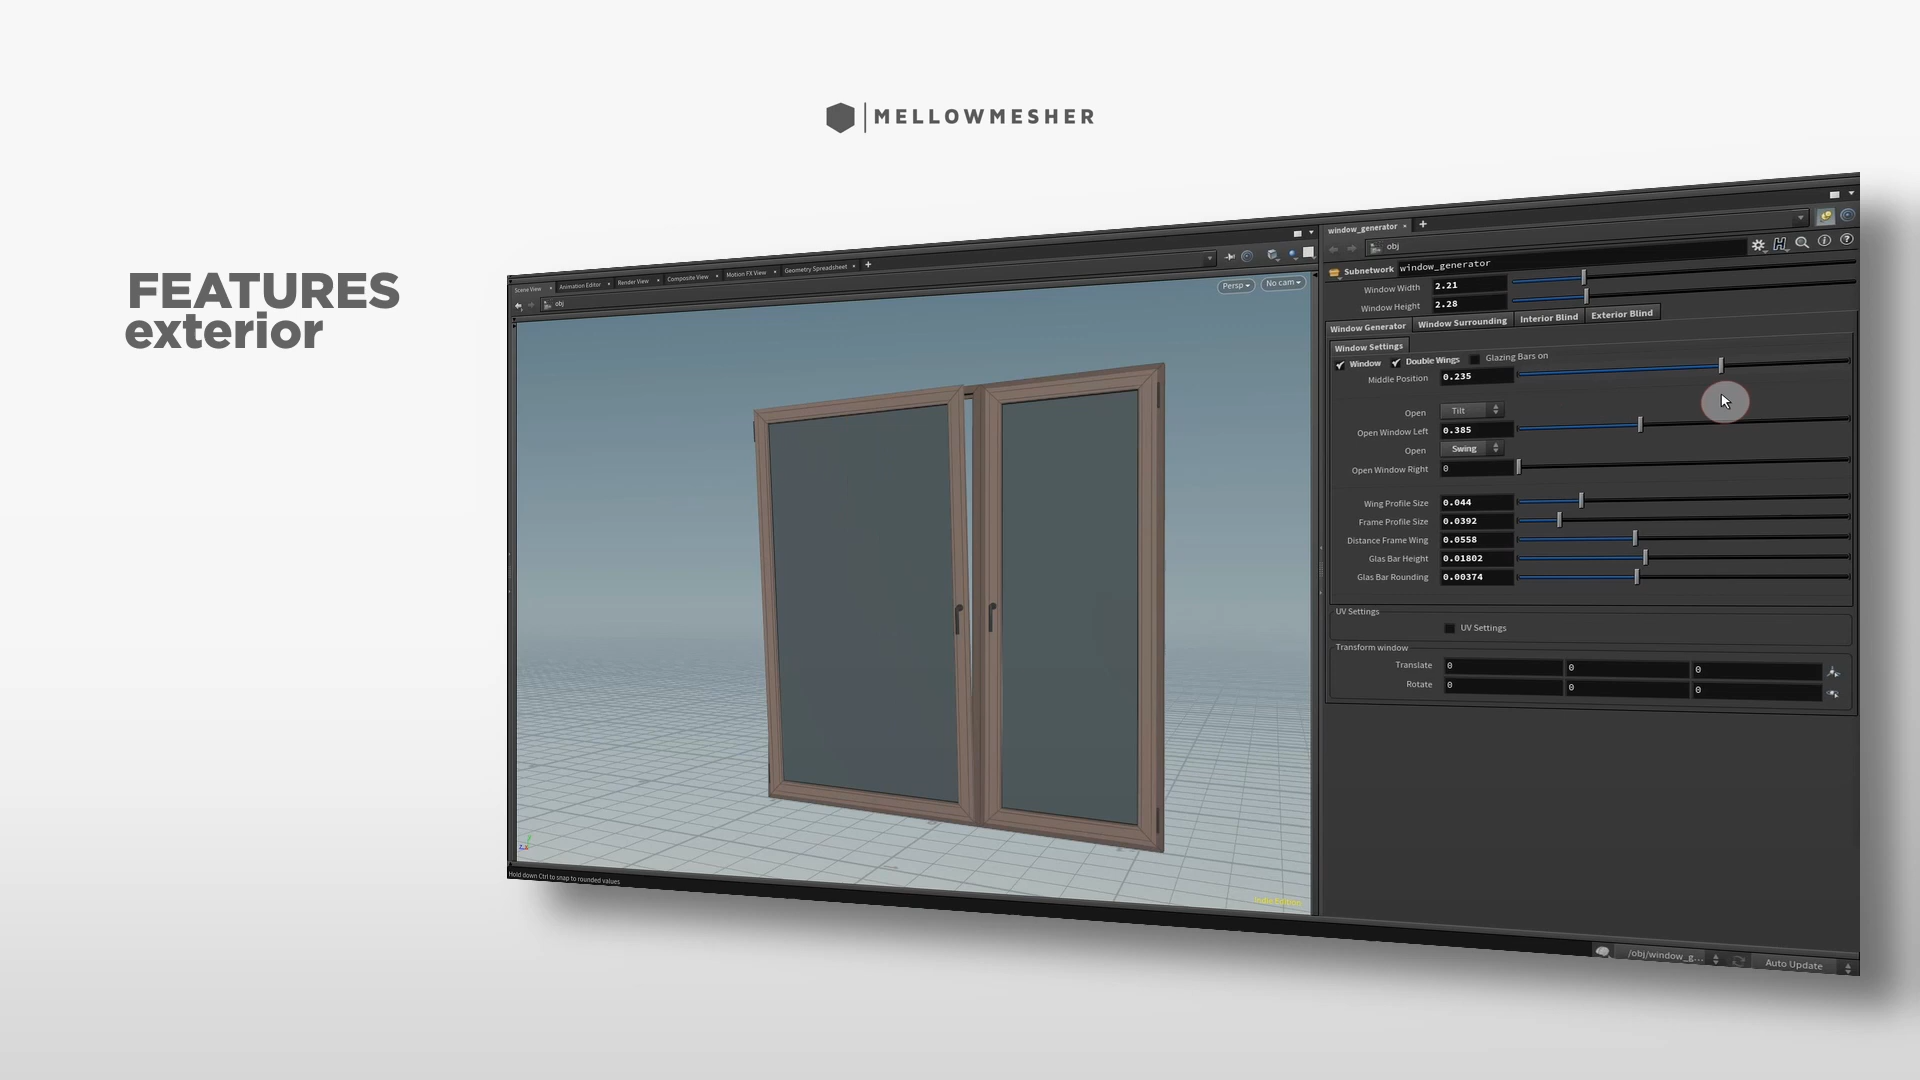 MELLOWMESHER
FEATURES
exterior
Scene View
Animation Editor
Render View
Composite View
Motion FX View
Geometry Spreadsheet
obj
Persp
No cam
Hold down Ctrl to snap to rounded values
Indie Edition
window_generator
obj
Subnetwork window_generator
Window Width 2.21
Window Height 2.28
Window Generator Window Surrounding Interior Blind Exterior Blind
Window Settings
Window Double Wings Glazing Bars on
Middle Position 0.235
Open Tilt
Open Window Left 0.385
Open Swing
Open Window Right 0
Wing Profile Size 0.044
Frame Profile Size 0.0392
Distance Frame Wing 0.0558
Glas Bar Height 0.01802
Glas Bar Rounding 0.00374
UV Settings
UV Settings
Transform window
Translate 0 0 0
Rotate 0 0 0
/obj/window_g... Auto Update